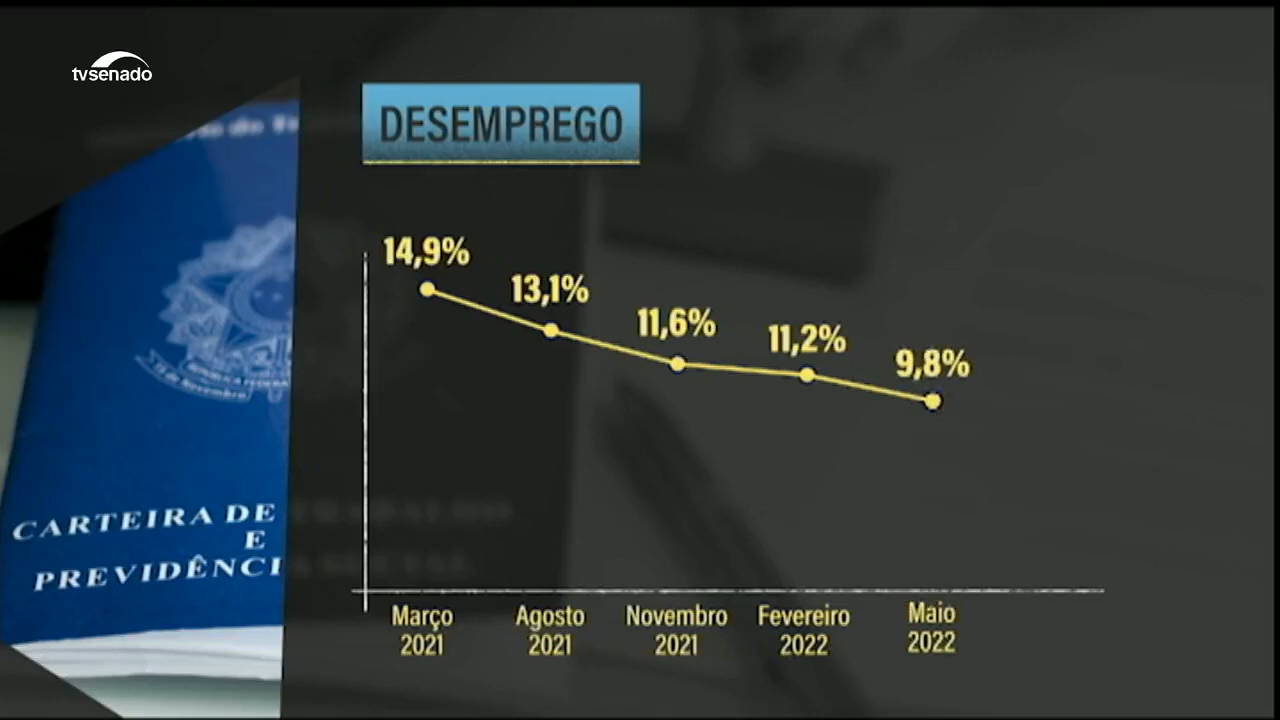 tvsenado
DESEMPREGO
14,9%
13,1%
11,6%
11,2%
9,8%
Março
2021
Agosto
2021
Novembro
2021
Fevereiro
2022
Maio
2022
CARTEIRA DE
E
PREVIDÊNCI